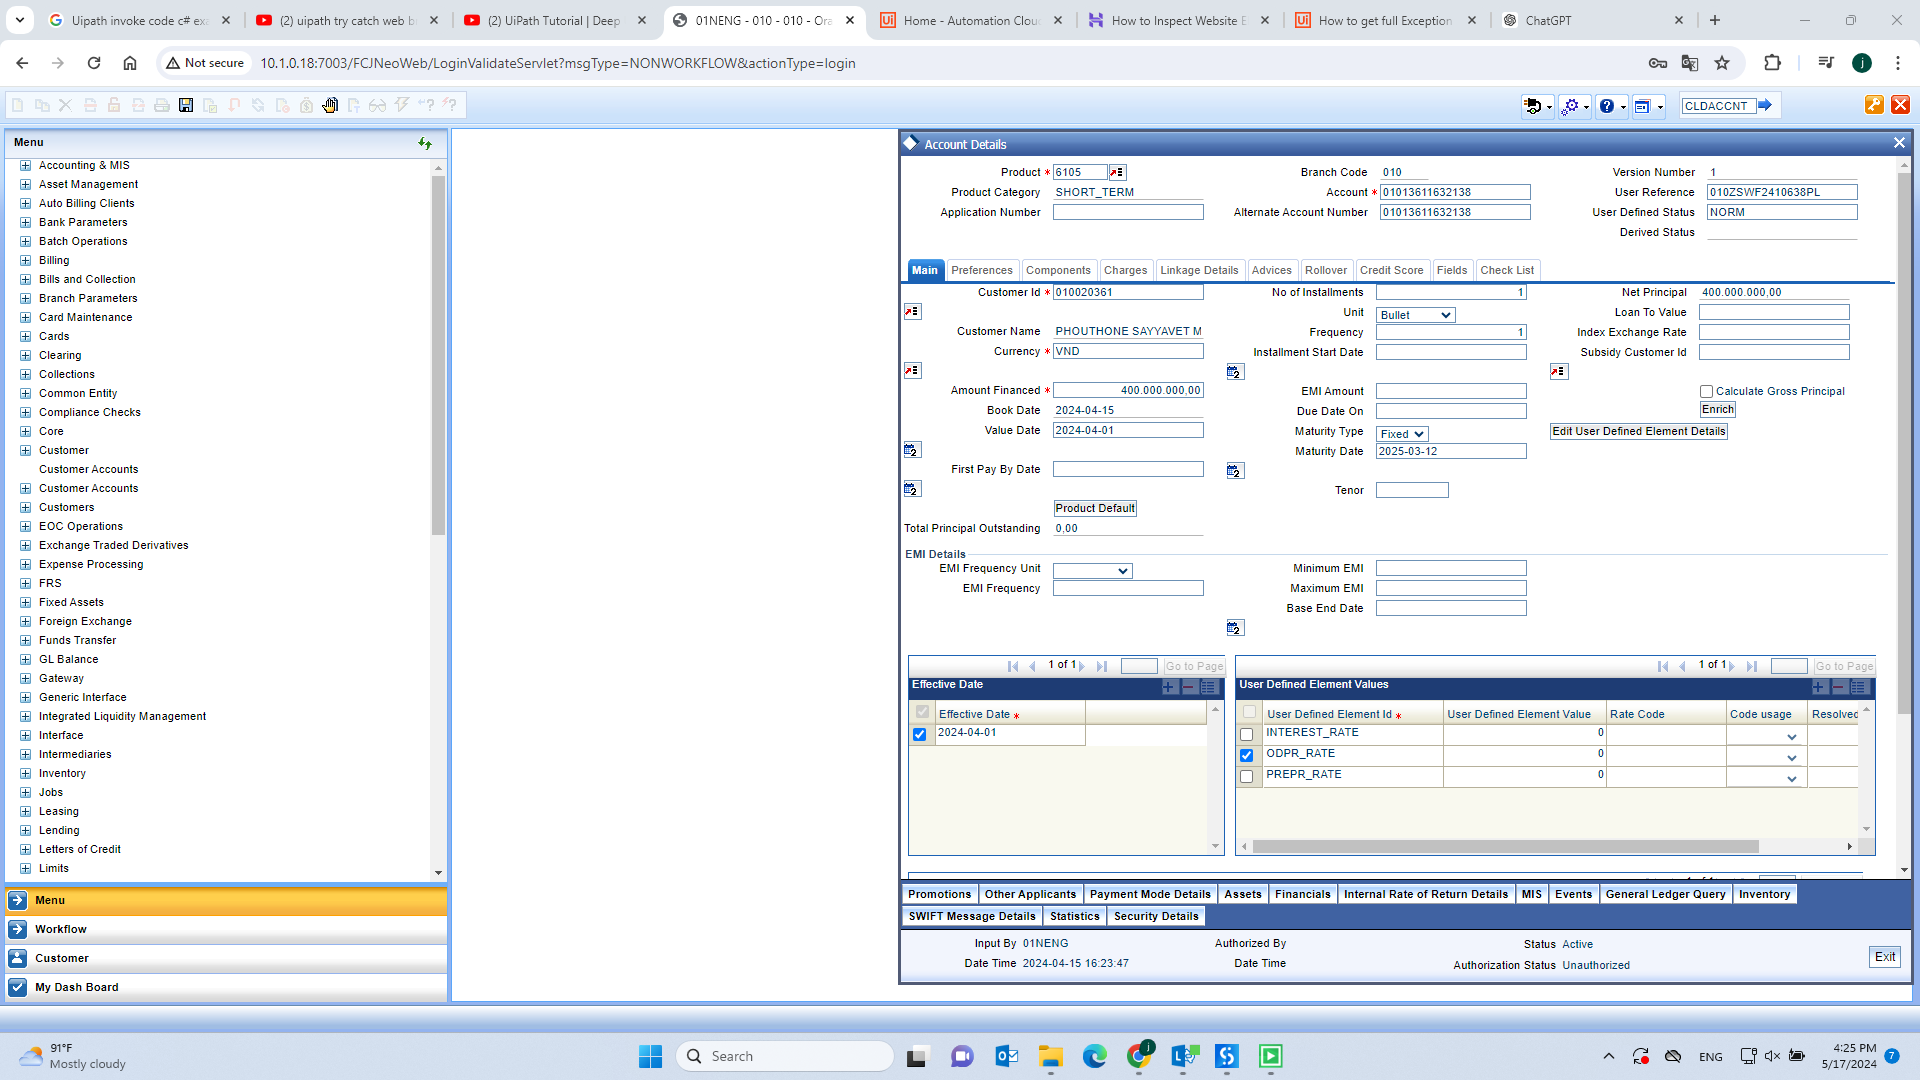 Uipath invoke code c# exa
(2) uipath try catch web b
(2) UiPath Tutorial | Deep
01NENG - 010 - 010 - Ora
Home - Automation Clou
How to Inspect Website E
How to get full Exception
ChatGPT
Not secure
10.1.0.18:7003/FCJNeoWeb/LoginValidateServlet?msgType=NONWORKFLOW&actionType=login
CLDACCNT
Menu
Accounting & MIS
Asset Management
Auto Billing Clients
Bank Parameters
Batch Operations
Billing
Bills and Collection
Branch Parameters
Card Maintenance
Cards
Clearing
Collections
Common Entity
Compliance Checks
Core
Customer
Customer Accounts
Customer Accounts
Customers
EOC Operations
Exchange Traded Derivatives
Expense Processing
FRS
Fixed Assets
Foreign Exchange
Funds Transfer
GL Balance
Gateway
Generic Interface
Integrated Liquidity Management
Interface
Intermediaries
Inventory
Jobs
Leasing
Lending
Letters of Credit
Limits
Menu
Workflow
Customer
My Dash Board
Account Details
Product * 6105
Branch Code 010
Version Number 1
Product Category SHORT_TERM
Account * 01013611632138
User Reference 010ZSWF2410638PL
Application Number
Alternate Account Number 01013611632138
User Defined Status NORM
Derived Status
Main
Preferences
Components
Charges
Linkage Details
Advices
Rollover
Credit Score
Fields
Check List
Customer Id * 010020361
No of Installments 1
Net Principal 400.000.000,00
Unit Bullet
Loan To Value
Customer Name PHOUTHONE SAYYAVET M
Frequency 1
Index Exchange Rate
Currency * VND
Installment Start Date
Subsidy Customer Id
Amount Financed * 400.000.000,00
EMI Amount
Calculate Gross Principal
Book Date 2024-04-15
Due Date On
Enrich
Value Date 2024-04-01
Maturity Type Fixed
Edit User Defined Element Details
Maturity Date 2025-03-12
First Pay By Date
Tenor
Product Default
Total Principal Outstanding 0,00
EMI Details
EMI Frequency Unit
Minimum EMI
EMI Frequency
Maximum EMI
Base End Date
1 of 1
Go to Page
1 of 1
Go to Page
Effective Date
User Defined Element Values
Effective Date *
User Defined Element Id *
User Defined Element Value
Rate Code
Code usage
Resolved
2024-04-01
INTEREST_RATE 0
ODPR_RATE 0
PREPR_RATE 0
Promotions
Other Applicants
Payment Mode Details
Assets
Financials
Internal Rate of Return Details
MIS
Events
General Ledger Query
Inventory
SWIFT Message Details
Statistics
Security Details
Input By 01NENG
Authorized By
Status Active
Date Time 2024-04-15 16:23:47
Date Time
Authorization Status Unauthorized
Exit
91°F
Mostly cloudy
Search
ENG
4:25 PM
5/17/2024
7